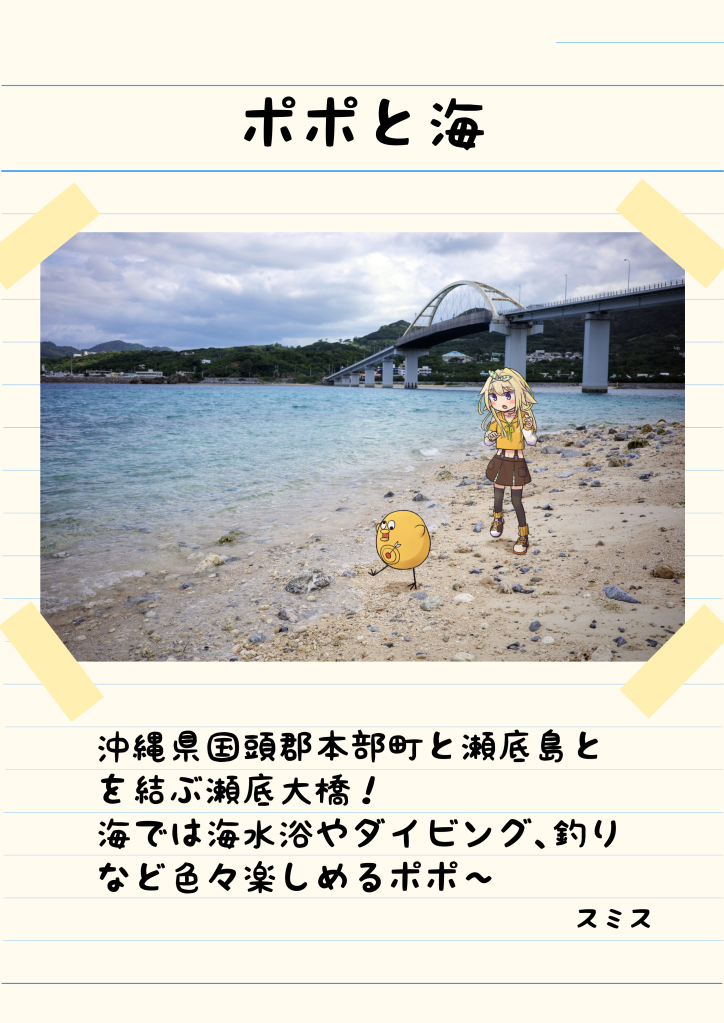 ポポと海
沖縄県国頭郡本部町と瀬底島と
を結ぶ瀬底大橋！
海では海水浴やダイビング、釣り
など色々楽しめるポポ〜
スミス